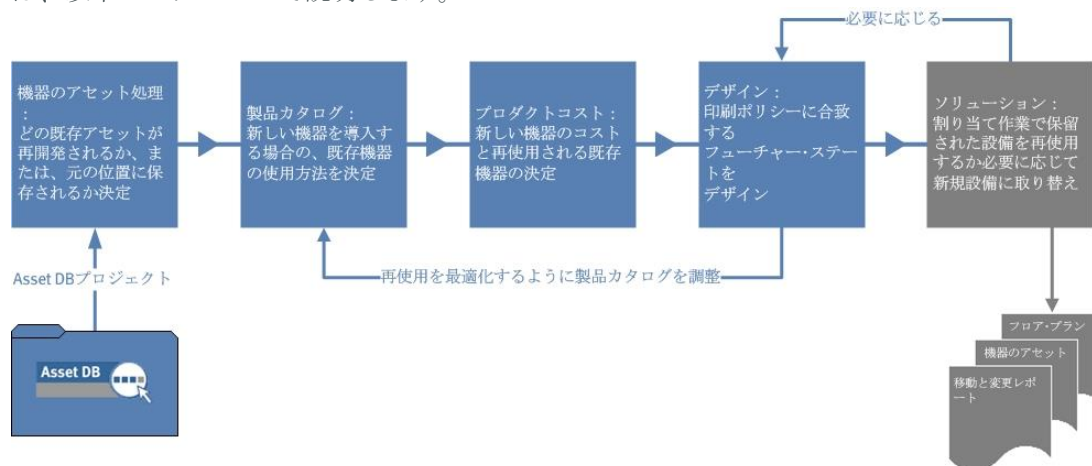 必要に応じる
機器のアセット処理
：
どの既存アセットが
再開発されるか、ま
たは、元の位置に保
存されるか決定
製品カタログ：
新しい機器を導入す
る場合の、既存機器
の使用方法を決定
プロダクトコスト：
新しい機器のコスト
と再使用される既存
機器の決定
デザイン：
印刷ポリシーに合致
する
フューチャー・ステー
トを
デザイン
ソリューション：
割り当て作業で保留
された設備を再使用
するか必要に応じて
新規設備に取り替え
再使用を最適化するように製品カタログを調整
Asset DBプロジェクト
Asset DB
フロア・プラン
機器のアセット
移動と変更レポ
ート